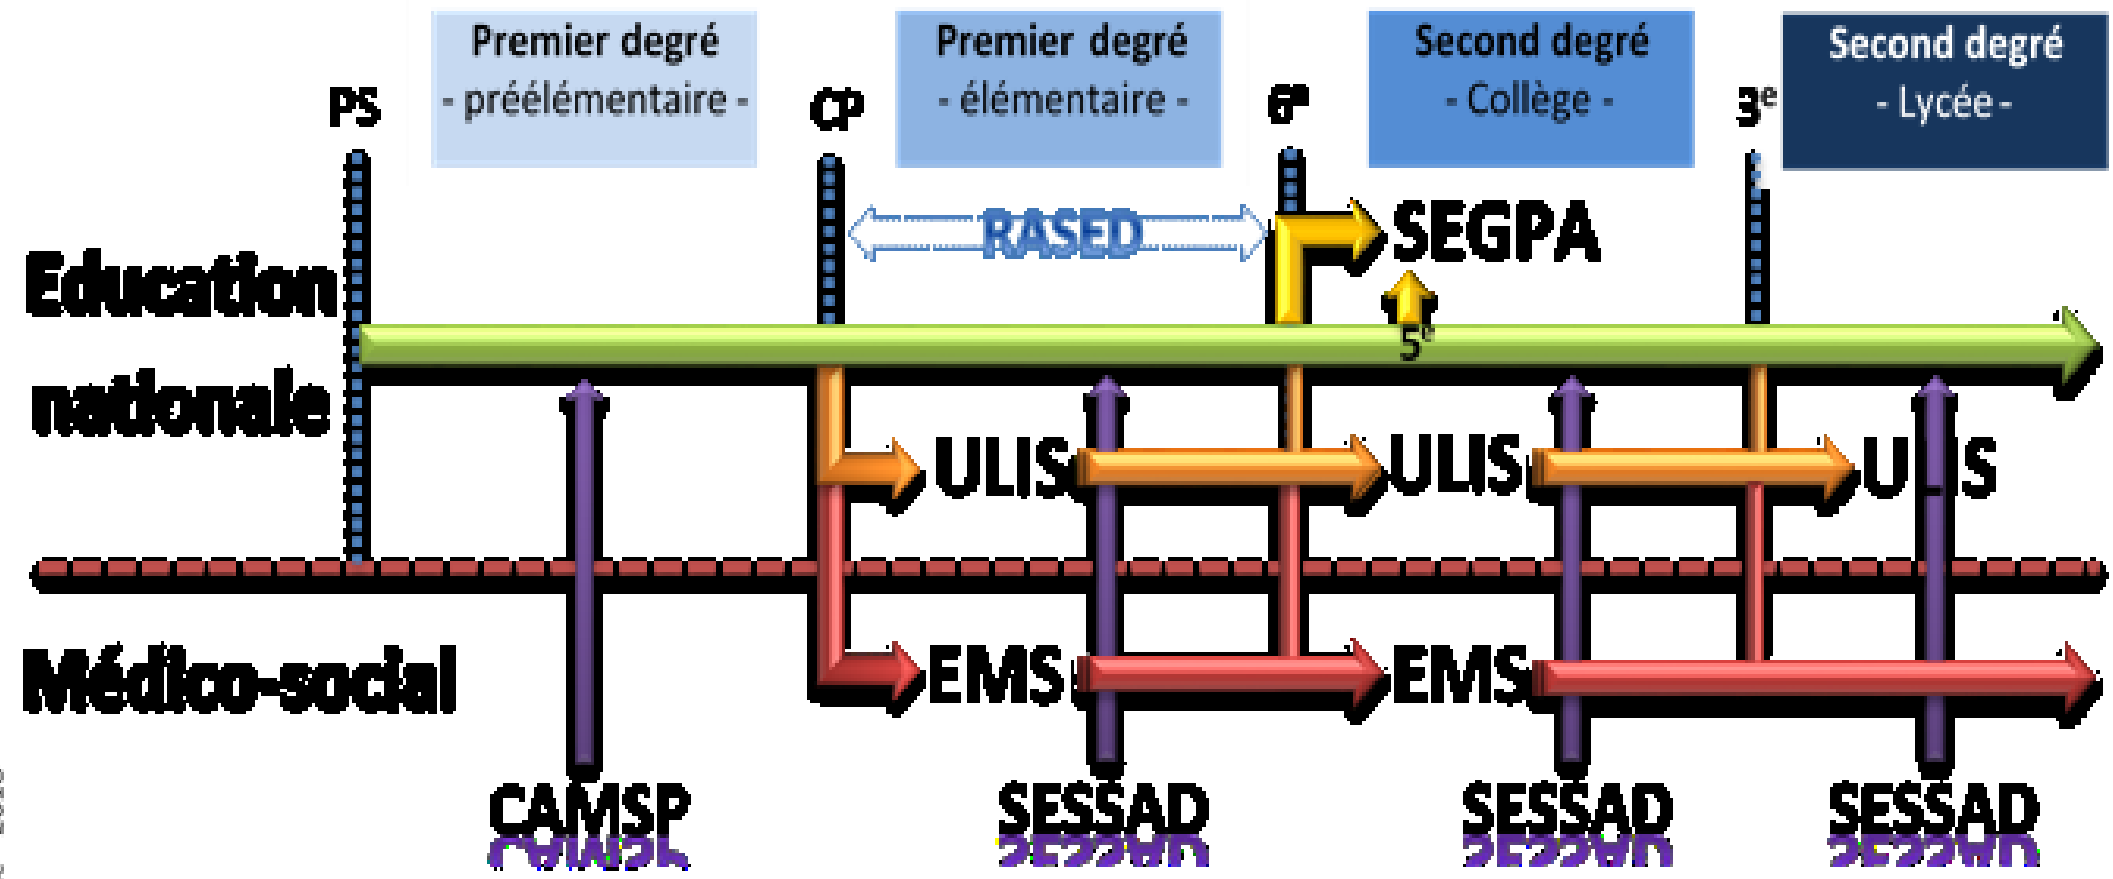 Premier degré
- préélémentaire -
Premier degré
- élémentaire -
Second degré
- Collège -
Second degré
- Lycée -
PS
CP
6e
3e
RASED
SEGPA
Education
nationale
5e
ULIS
ULIS
ULIS
Médico-social
EMS
EMS
CAMSP
SESSAD
SESSAD
SESSAD